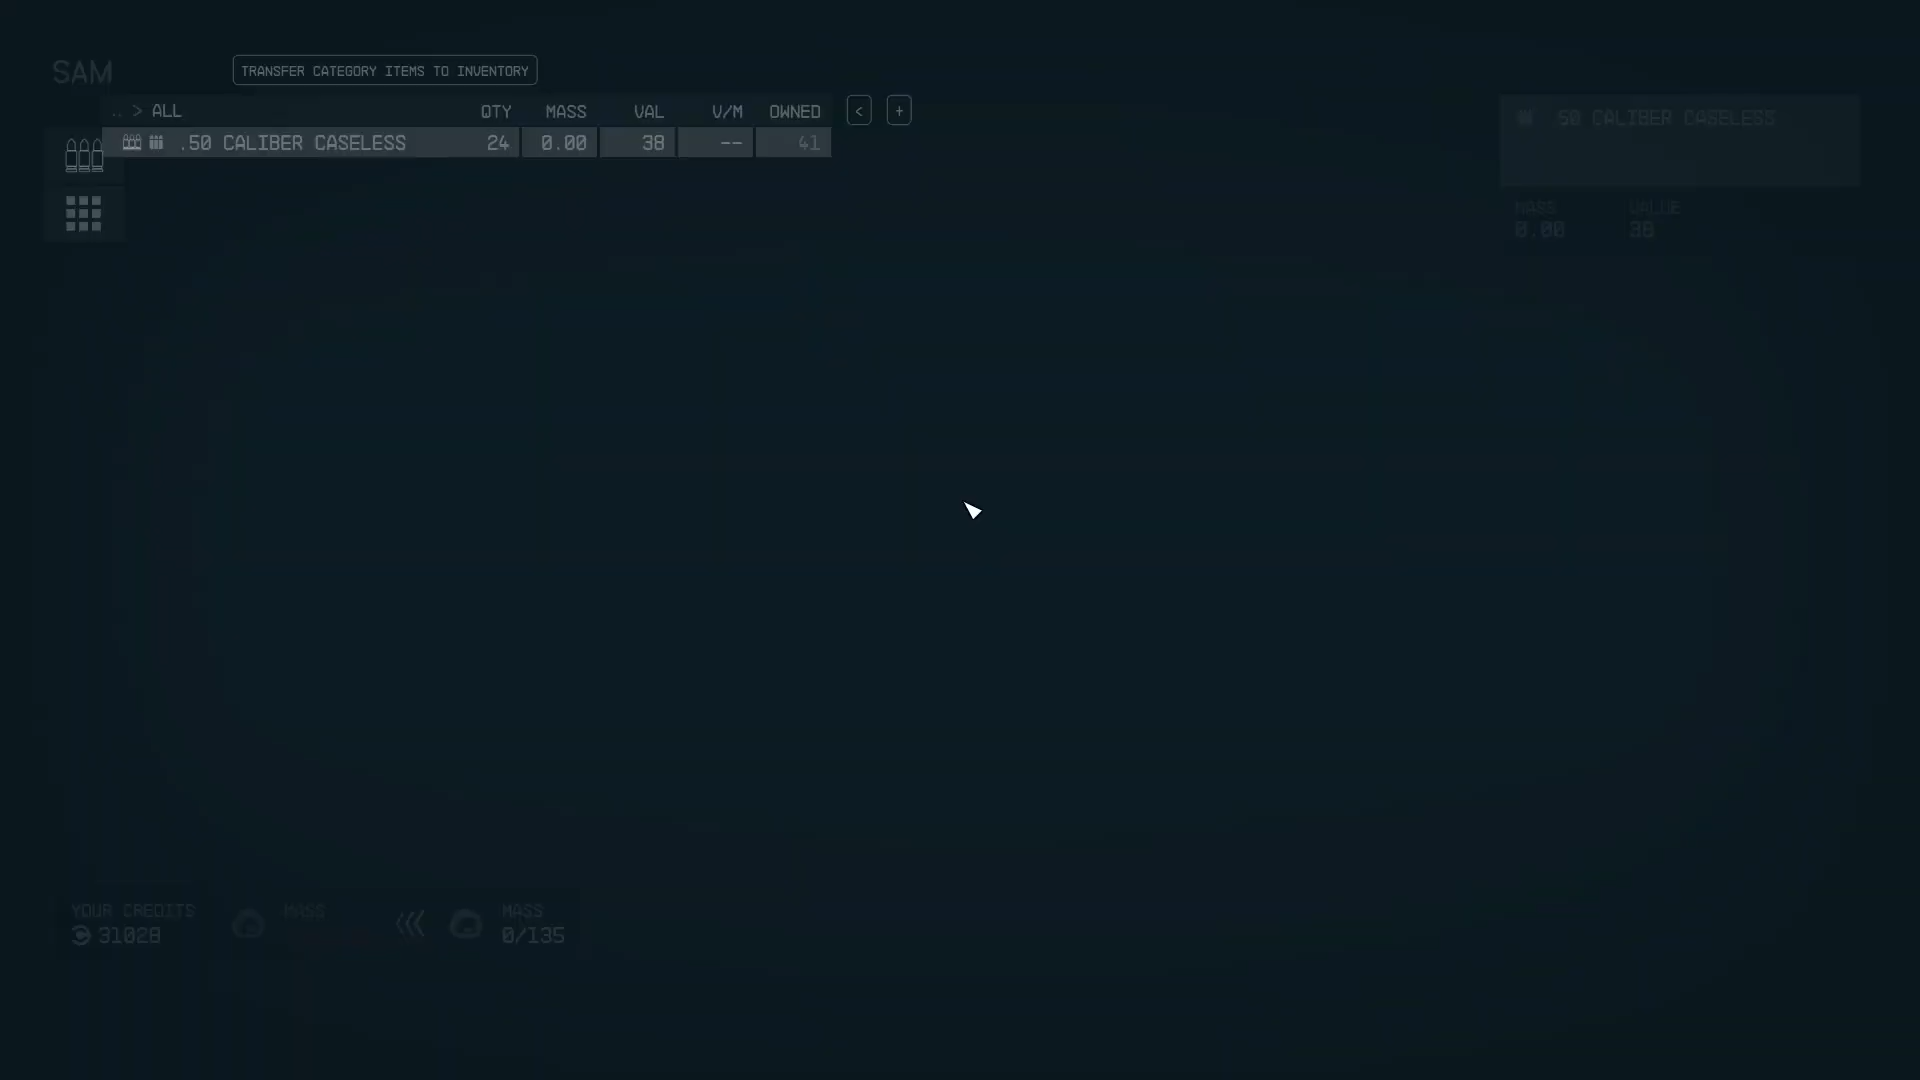 SAM
TRANSFER CATEGORY ITEMS TO INVENTORY
.. > ALL QTY MASS VAL V/M OWNED < +
.50 CALIBER CASELESS 24 0.00 38 -- 41
.50 CALIBER CASELESS
MASS VALUE
0.00 38
YOUR CREDITS MASS MASS
31028 0/135